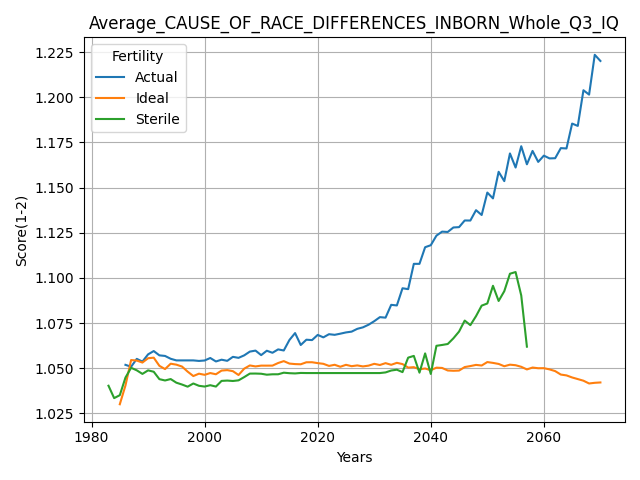 Average_CAUSE_OF_RACE_DIFFERENCES_INBORN_Whole_Q3_IQ
Fertility
Actual
Ideal
Sterile
Score(1-2)
1.225
1.200
1.175
1.150
1.125
1.100
1.075
1.050
1.025
1980
2000
2020
2040
2060
Years